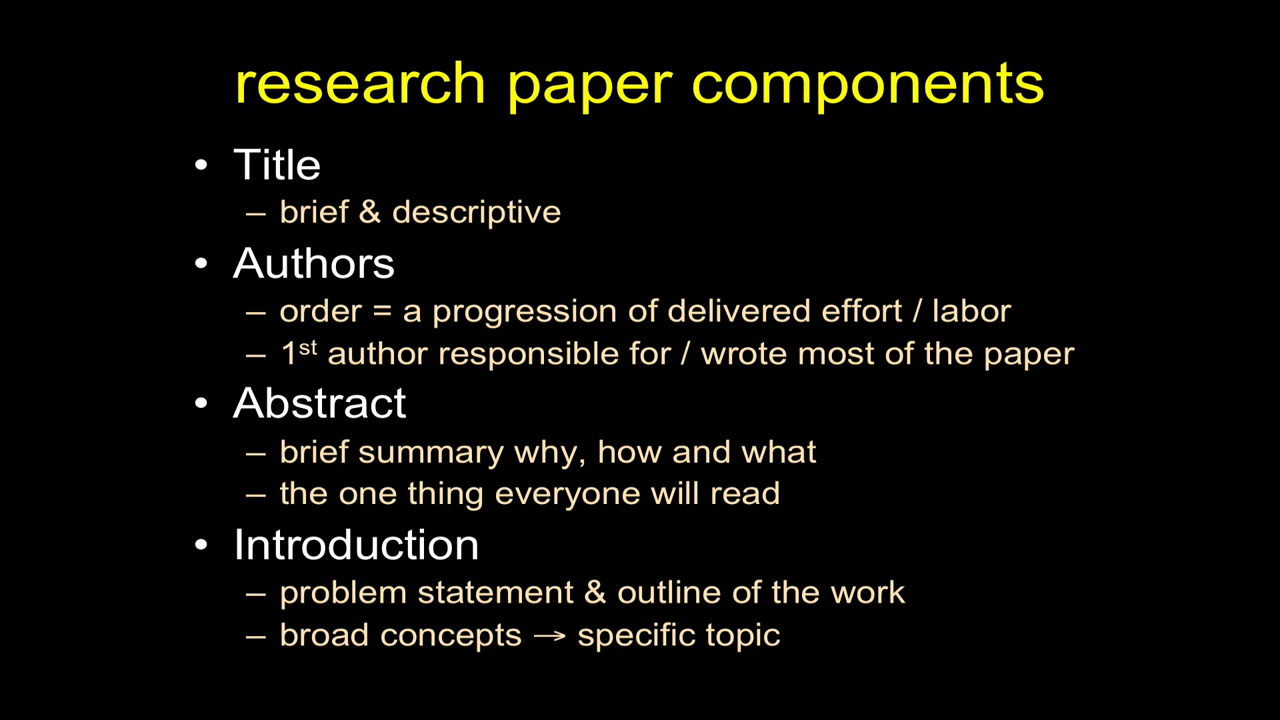 research paper components
• Title
– brief & descriptive
• Authors
– order = a progression of delivered effort / labor
– 1st author responsible for / wrote most of the paper
• Abstract
– brief summary why, how and what
– the one thing everyone will read
• Introduction
– problem statement & outline of the work
– broad concepts → specific topic